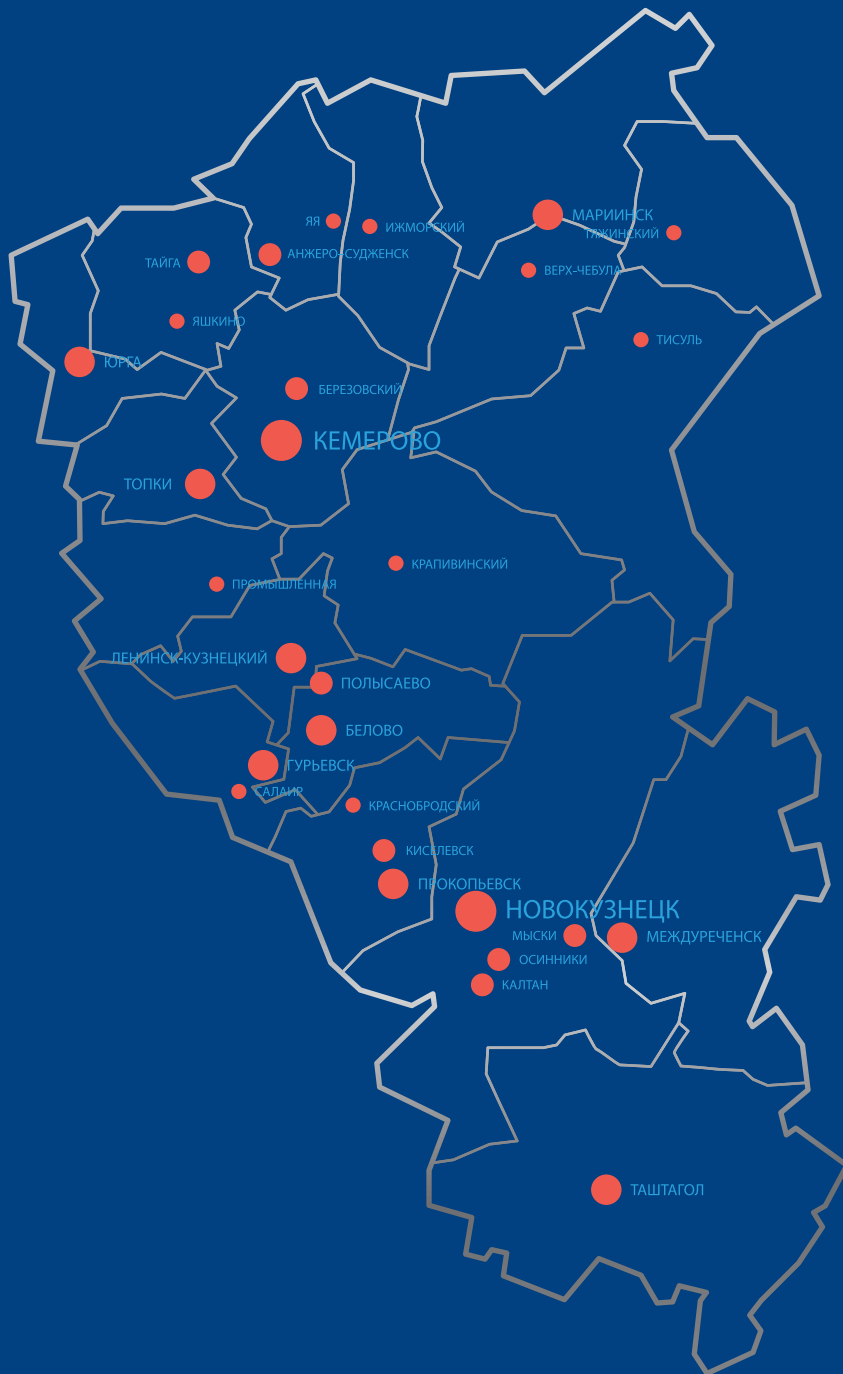 МАРИИНСК
ЯЯ
ИЖМОРСКИЙ
ТЯЖИНСКИЙ
АНЖЕРО-СУДЖЕНСК
ТАЙГА
ВЕРХ-ЧЕБУЛА
ЯШКИНО
ТИСУЛЬ
ЮРГА
БЕРЕЗОВСКИЙ
КЕМЕРОВО
ТОПКИ
КРАПИВИНСКИЙ
ПРОМЫШЛЕННАЯ
ЛЕНИНСК-КУЗНЕЦКИЙ
ПОЛЫСАЕВО
БЕЛОВО
ГУРЬЕВСК
САЛАИР
КРАСНОБРОДСКИЙ
КИСЕЛЕВСК
ПРОКОПЬЕВСК
НОВОКУЗНЕЦК
МЫСКИ
МЕЖДУРЕЧЕНСК
ОСИННИКИ
КАЛТАН
ТАШТАГОЛ